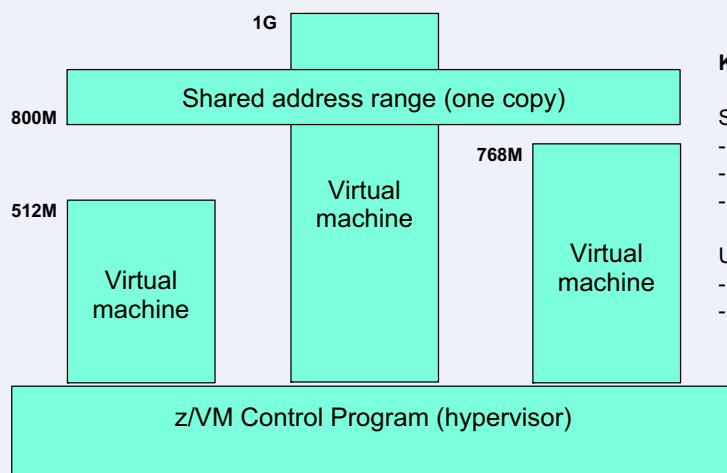 1G
K
Shared address range (one copy)
800M
S
-
-
-
768M
512M
Virtual
machine
Virtual
machine
Virtual
machine
U
-
-
z/VM Control Program (hypervisor)